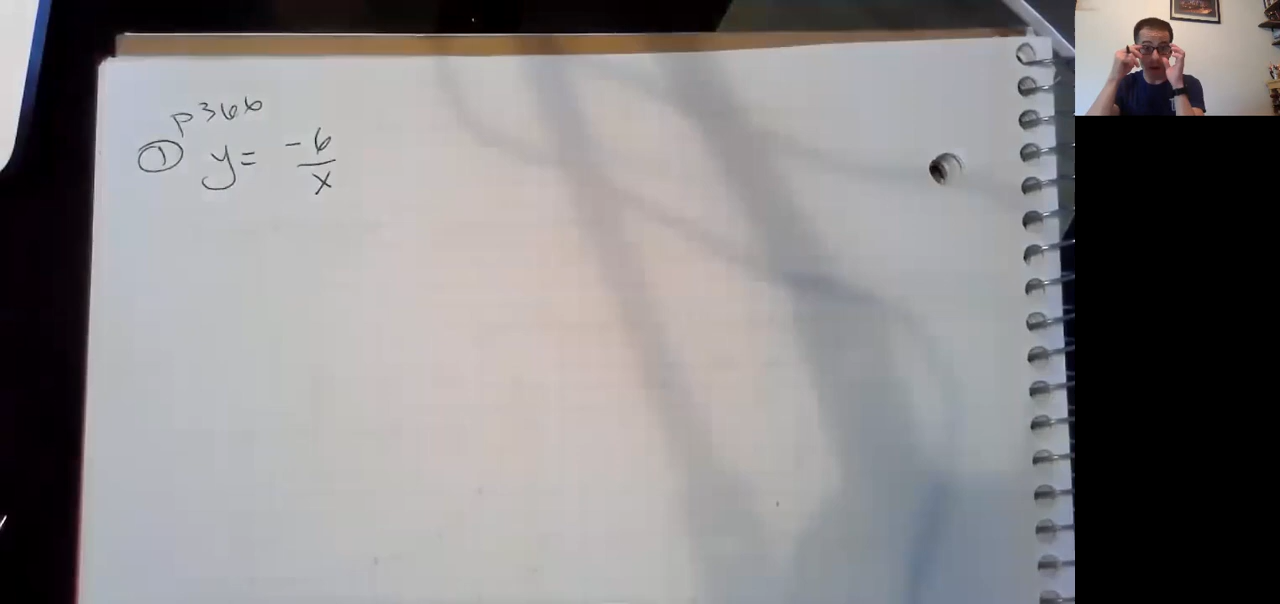 p366
① y = -6/x